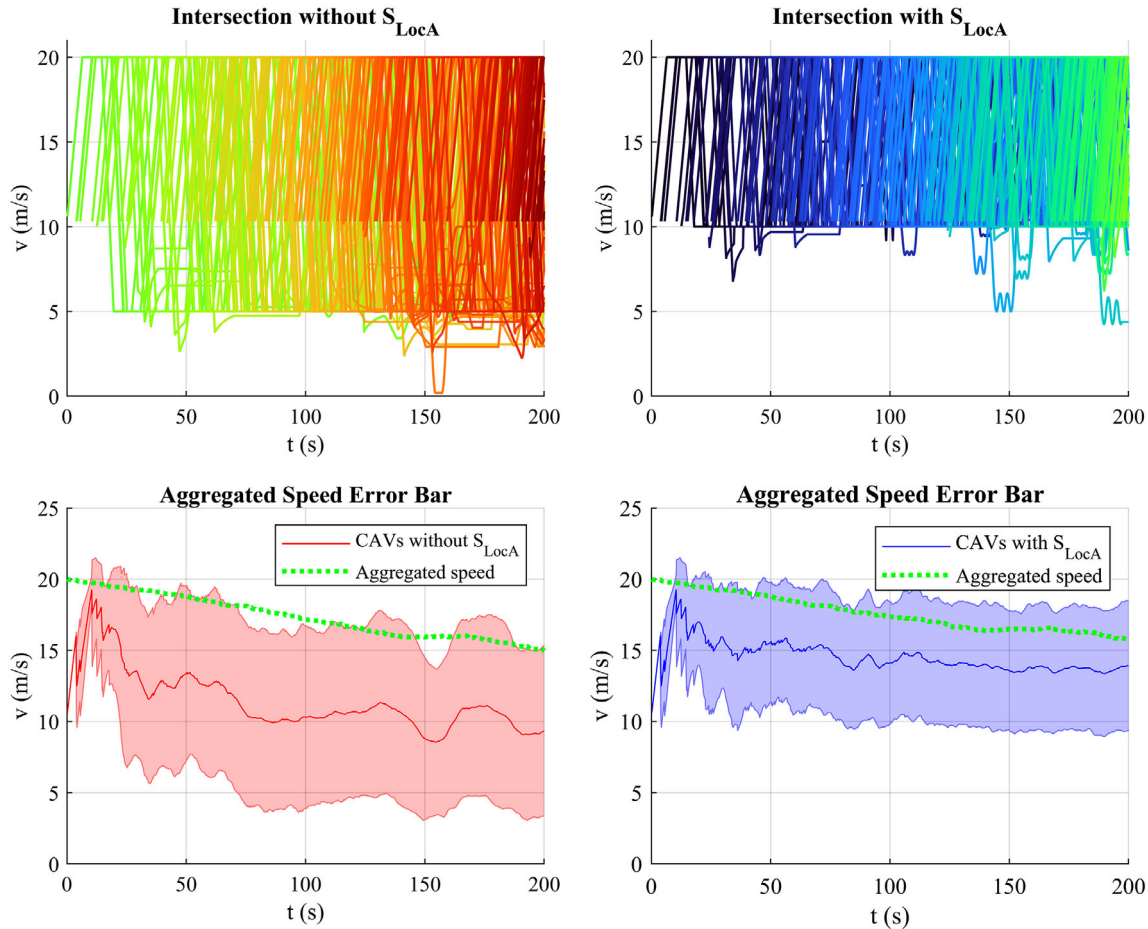 Intersection without S_LocA
20
15
10
5
0
v (m/s)
0 50 100 150 200
t (s)
Intersection with S_LocA
20
15
10
5
0
v (m/s)
0 50 100 150 200
t (s)
Aggregated Speed Error Bar
25
20
15
10
5
0
v (m/s)
CAVs without S_LocA
Aggregated speed
0 50 100 150 200
t (s)
Aggregated Speed Error Bar
25
20
15
10
5
0
v (m/s)
CAVs with S_LocA
Aggregated speed
0 50 100 150 200
t (s)